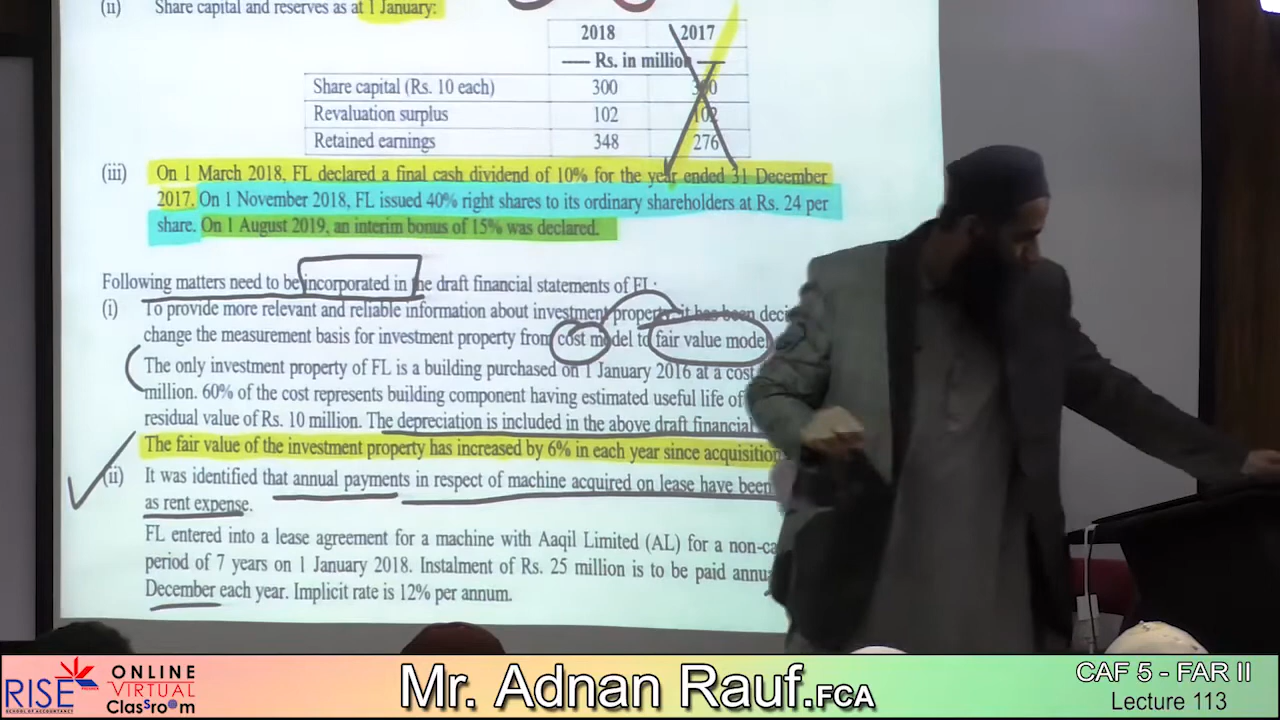 (ii) Share capital and reserves as at 1 January:
2018 2017
Rs. in million
Share capital (Rs. 10 each) 300
Revaluation surplus 102 102
Retained earnings 348 276
(iii) On 1 March 2018, FL declared a final cash dividend of 10% for the year ended 31 December
2017. On 1 November 2018, FL issued 40% right shares to its ordinary shareholders at Rs. 24 per
share. On 1 August 2019, an interim bonus of 15% was declared.
Following matters need to be incorporated in the draft financial statements of FL:
(i) To provide more relevant and reliable information about investment property, it has been
change the measurement basis for investment property from cost model to fair value model
The only investment property of FL is a building purchased on 1 January 2016 at a cost
million. 60% of the cost represents building component having estimated useful life of
residual value of Rs. 10 million. The depreciation is included in the above draft financial
The fair value of the investment property has increased by 6% in each year since acquisition
(ii) It was identified that annual payments in respect of machine acquired on lease have been
as rent expense.
FL entered into a lease agreement for a machine with Aaqil Limited (AL) for a
period of 7 years on 1 January 2018. Instalment of Rs. 25 million is to be paid
December each year. Implicit rate is 12% per annum.
RISE
SCHOOL OF ACCOUNTANCY
ONLINE
VIRTUAL
Classroom
Mr. Adnan Rauf.FCA
CAF 5 - FAR II
Lecture 113